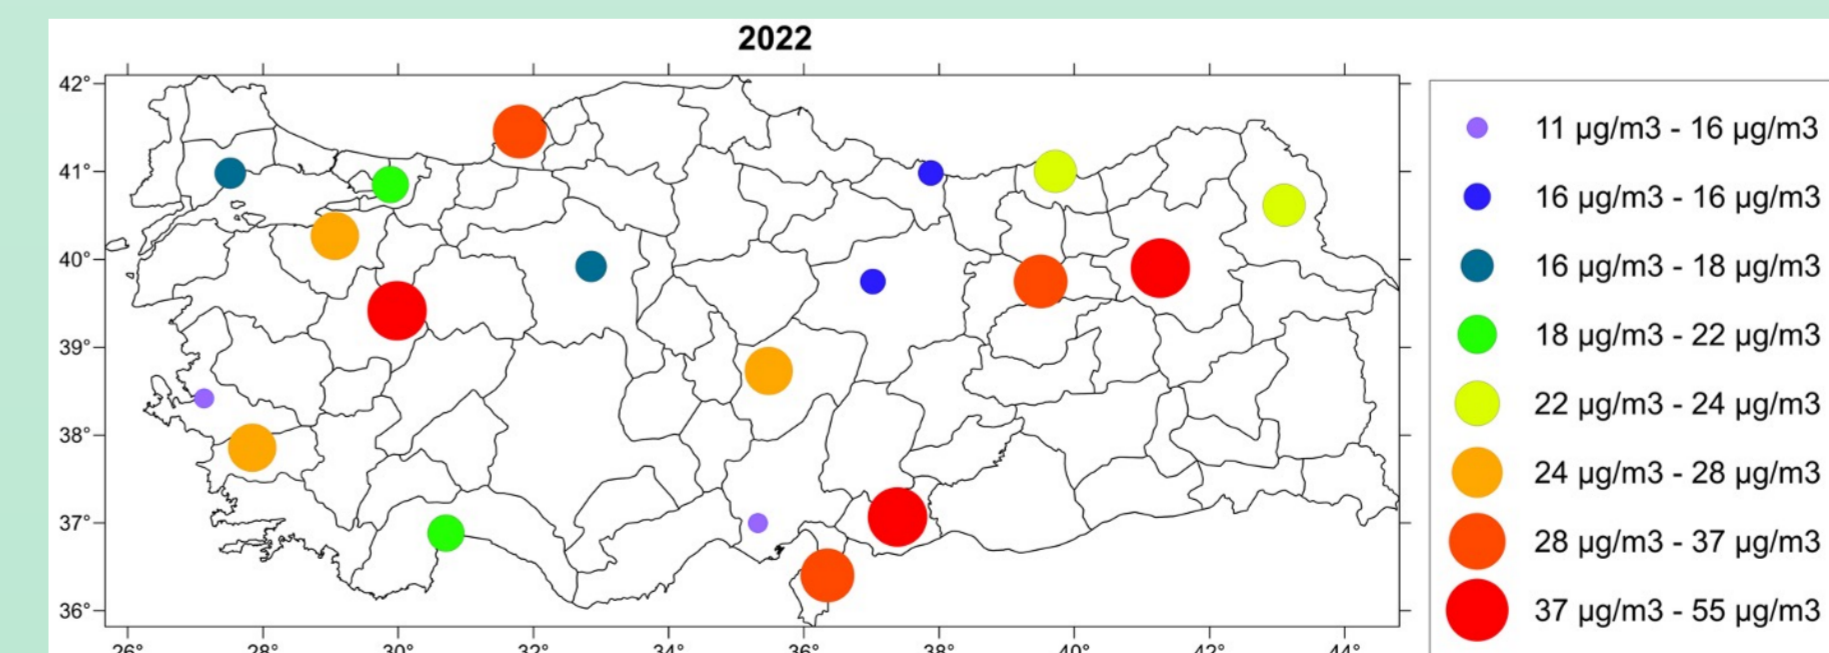 2022
42°
41°
40°
39°
38°
37°
36°
26° 28° 30° 32° 34° 36° 38° 40° 42° 44°
11 µg/m3 - 16 µg/m3
16 µg/m3 - 16 µg/m3
16 µg/m3 - 18 µg/m3
18 µg/m3 - 22 µg/m3
22 µg/m3 - 24 µg/m3
24 µg/m3 - 28 µg/m3
28 µg/m3 - 37 µg/m3
37 µg/m3 - 55 µg/m3